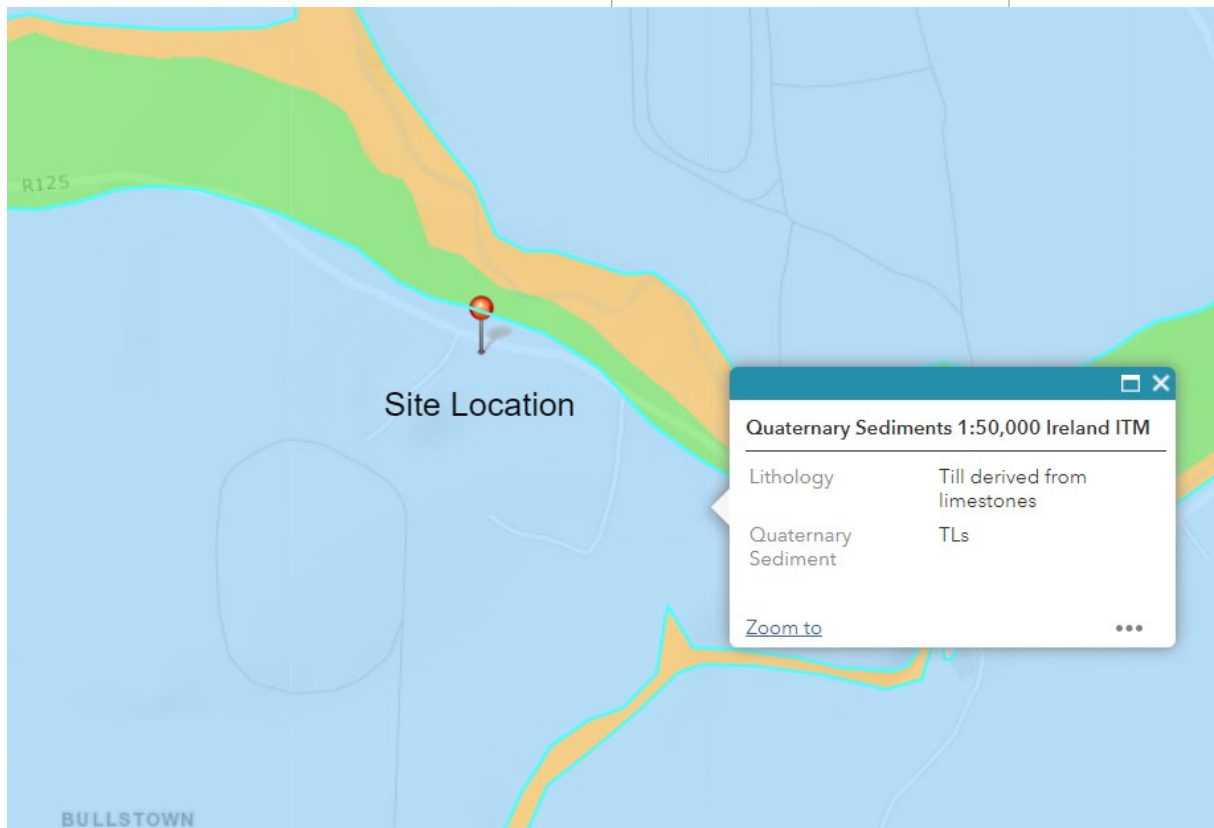 R125
Site Location
Quaternary Sediments 1:50,000 Ireland ITM
Lithology
Till derived from
limestones
Quaternary
Sediment
TLs
Zoom to
BULLSTOWN